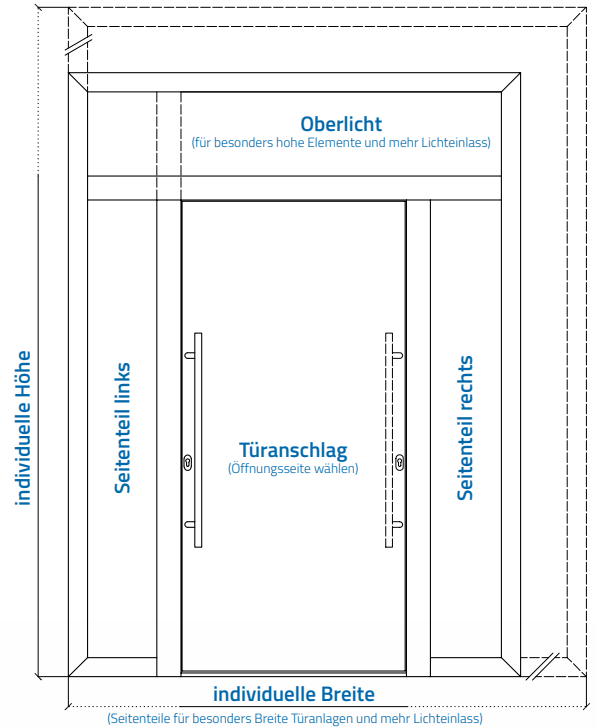 Oberlicht
(für besonders hohe Elemente und mehr Lichteinlass)
individuelle Höhe
Seitenteil links
Türanschlag
(Öffnungsseite wählen)
Seitenteil rechts
individuelle Breite
(Seitenteile für besonders Breite Türanlagen und mehr Lichteinlass)